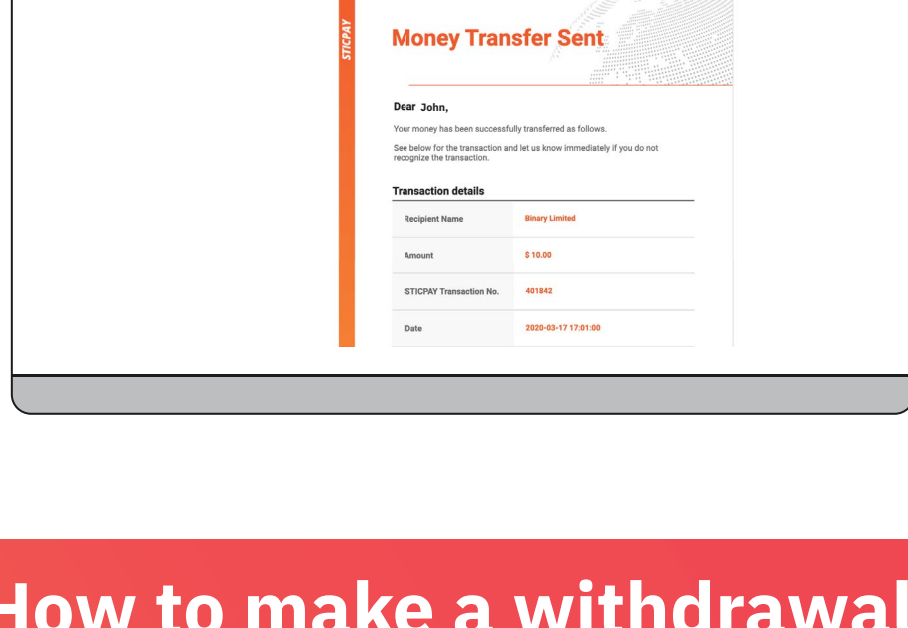 STICPAY
Money Transfer Sent
Dear John,
Your money has been successfully transferred as follows.
See below for the transaction and let us know immediately if you do not
recognize the transaction.
Transaction details
Recipient Name Binary Limited
Amount $ 10.00
STICPAY Transaction No. 401842
Date 2020-03-17 17:01:00
How to make a withdrawal